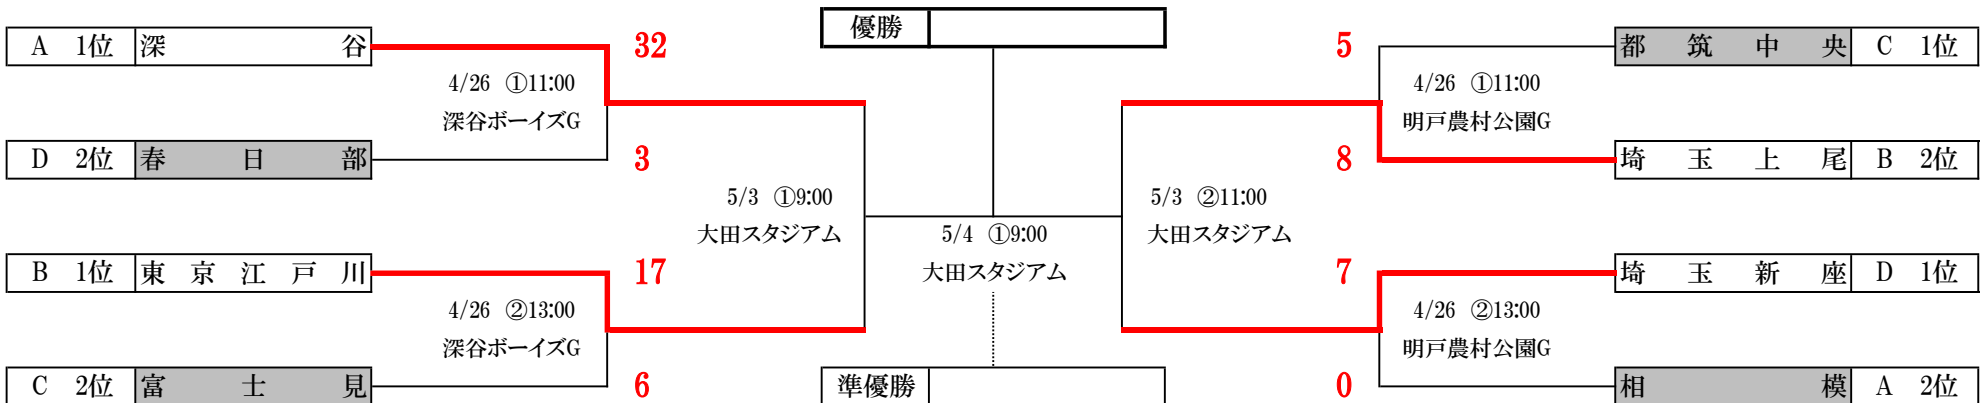 優勝
A 1位 深谷 32
4/26 ①11:00
深谷ボーイズG
D 2位 春日部 3
5/3 ①9:00
大田スタジアム
B 1位 東京江戸川 17
4/26 ②13:00
深谷ボーイズG
C 2位 富士見 6
5/4 ①9:00
大田スタジアム
準優勝
5 都筑中央 C 1位
4/26 ①11:00
明戸農村公園G
8 埼玉上尾 B 2位
5/3 ②11:00
大田スタジアム
7 埼玉新座 D 1位
4/26 ②13:00
明戸農村公園G
0 相模 A 2位